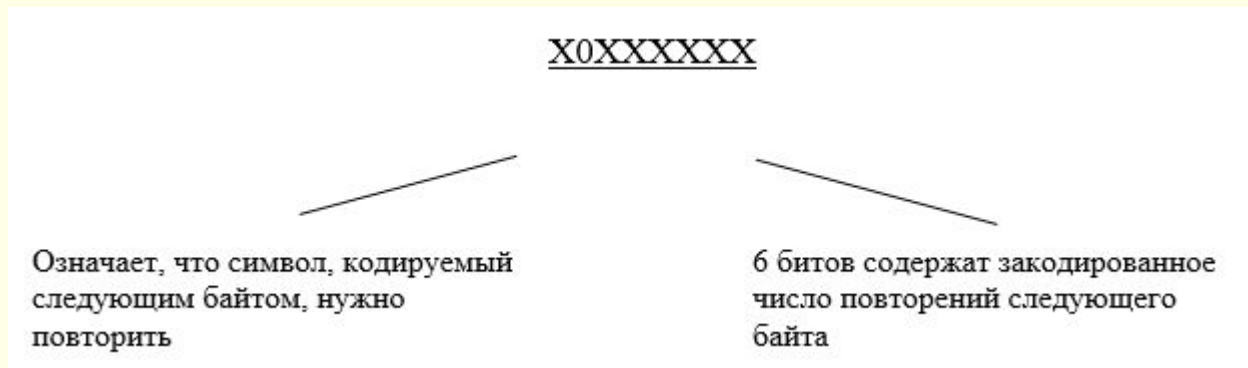 X0XXXXXX
Означает, что символ, кодируемый
следующим байтом, нужно
повторить
6 битов содержат закодированное
число повторений следующего
байта